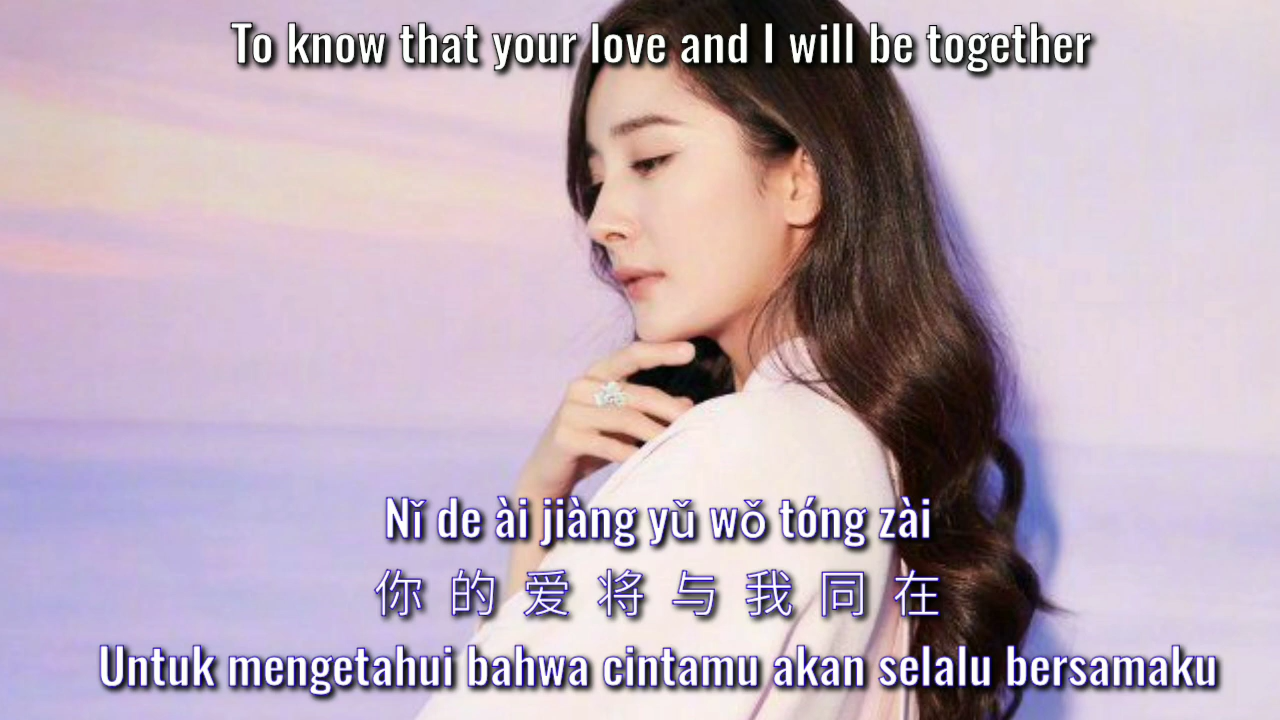 To know that your love and I will be together
Nǐ de ài jiàng yǔ wǒ tóng zài
你 的 爱 将 与 我 同 在
Untuk mengetahui bahwa cintamu akan selalu bersamaku